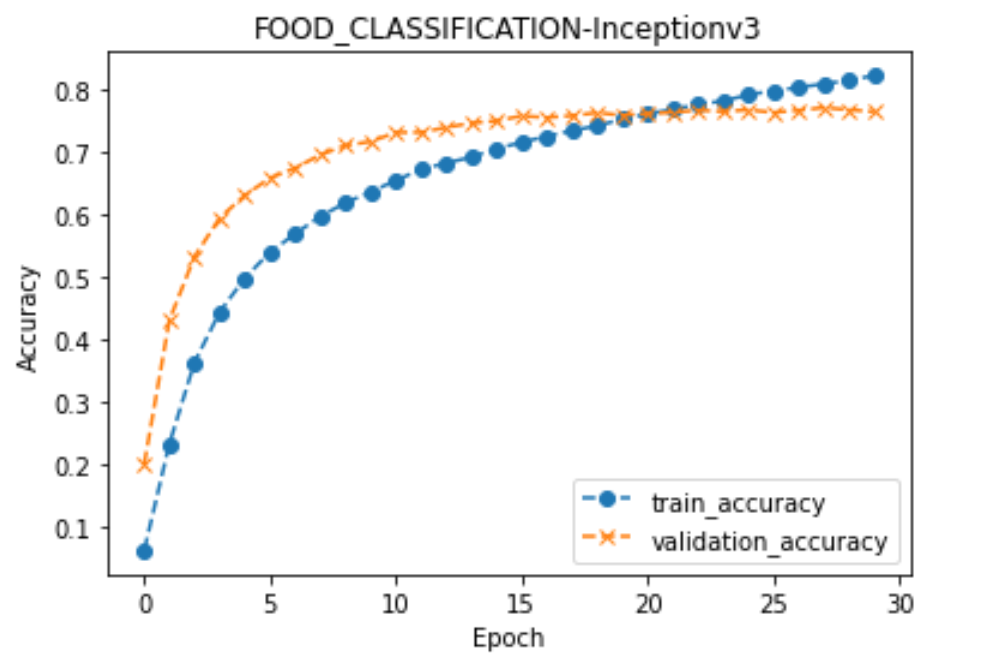 FOOD_CLASSIFICATION-Inceptionv3
Accuracy
0.8
0.7
0.6
0.5
0.4
0.3
0.2
0.1
train_accuracy
validation_accuracy
0 5 10 15 20 25 30
Epoch